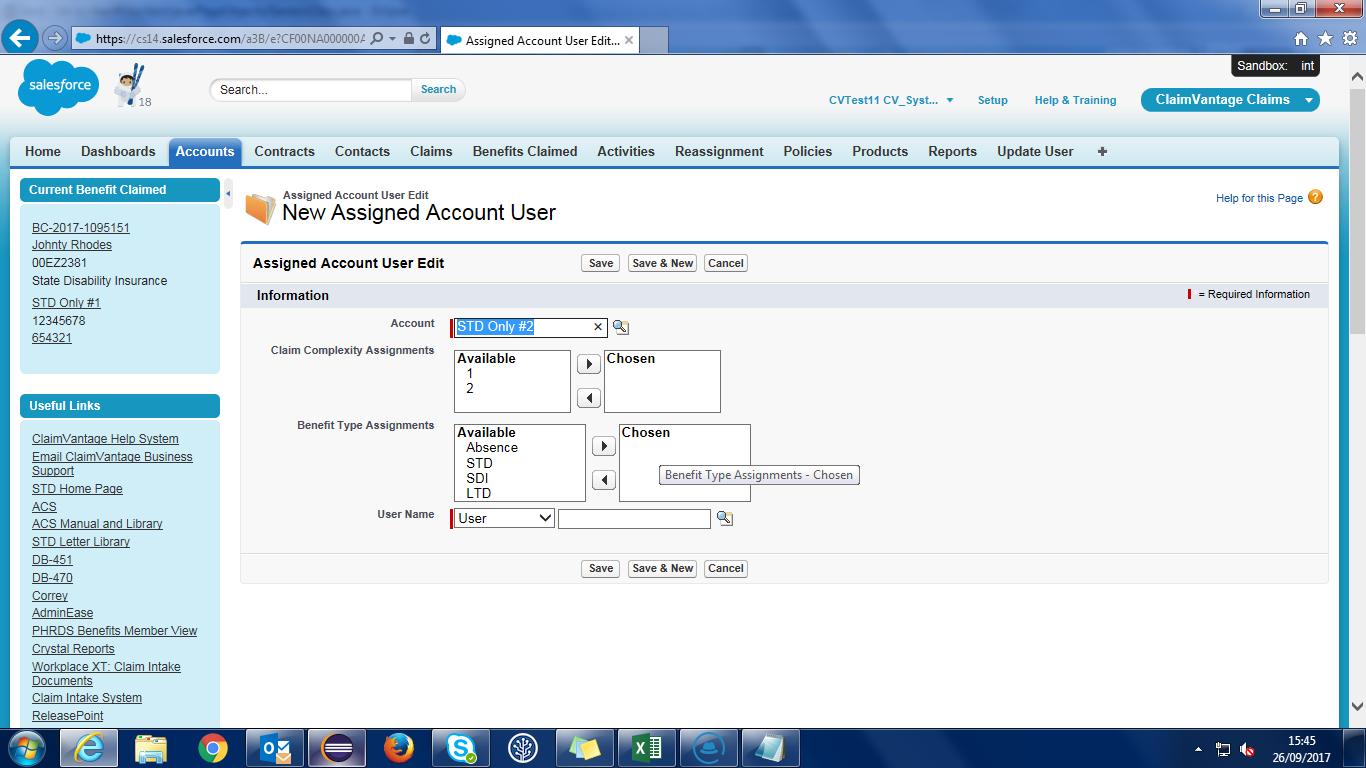 https://cs14.salesforce.com/a3B/e?CF00NA000000A
Assigned Account User Edit...
Sandbox: int
salesforce
18
Search...
Search
CVTest11 CV_Syst...
Setup
Help & Training
ClaimVantage Claims
Home Dashboards Accounts Contracts Contacts Claims Benefits Claimed Activities Reassignment Policies Products Reports Update User +
Current Benefit Claimed
BC-2017-1095151
Johnty Rhodes
00EZ2381
State Disability Insurance
STD Only #1
12345678
654321
Useful Links
ClaimVantage Help System
Email ClaimVantage Business
Support
STD Home Page
ACS
ACS Manual and Library
STD Letter Library
DB-451
DB-470
Correy
AdminEase
PHRDS Benefits Member View
Crystal Reports
Workplace XT: Claim Intake
Documents
Claim Intake System
ReleasePoint
Assigned Account User Edit
New Assigned Account User
Help for this Page ?
Assigned Account User Edit
Save Save & New Cancel
Information
= Required Information
Account
STD Only #2
Claim Complexity Assignments
Available
1
2
Chosen
Benefit Type Assignments
Available
Absence
STD
SDI
LTD
Chosen
Benefit Type Assignments - Chosen
User Name
User
Save Save & New Cancel
15:45
26/09/2017